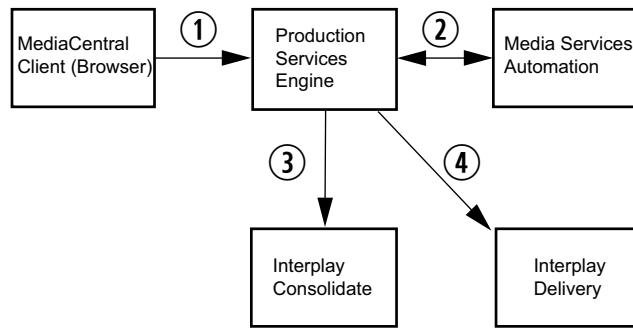 MediaCentral
Client (Browser)
1
Production
Services
Engine
2
Media Services
Automation
3
4
Interplay
Consolidate
Interplay
Delivery